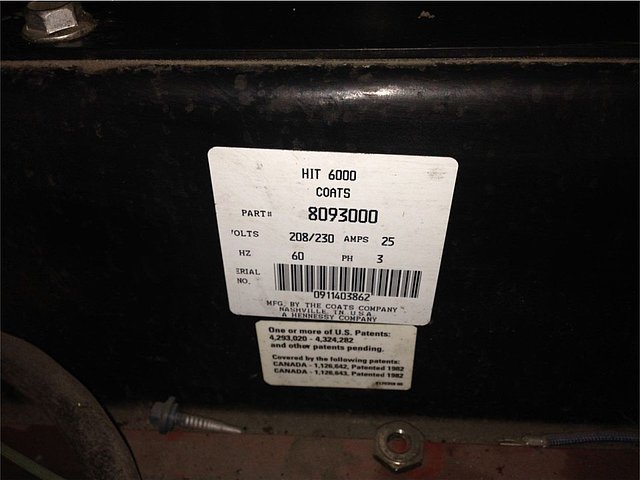 HIT 6000
COATS
PART# 8093000
VOLTS 208/230 AMPS 25
HZ 60 PH 3
SERIAL
NO.
0911403862
MFG. BY THE COATS COMPANY
NASHVILLE, IN U.S.A
A HENNESSY COMPANY
One or more of U.S. Patents:
4,293,020 - 4,324,282
and other patents pending.
Covered by the following patents:
CANADA - 1,126,642, Patented 1982
CANADA - 1,126,643, Patented 1982